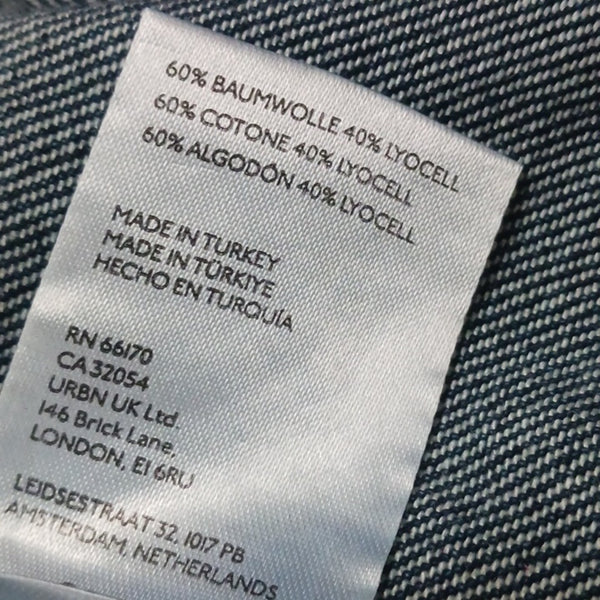 60% BAUMWOLLE 40% LYOCELL
60% COTONE 40% LYOCELL
60% ALGODÓN 40% LYOCELL
MADE IN TURKEY
MADE IN TÜRKIYE
HECHO EN TURQUÍA
RN 66170
CA 32054
URBN UK Ltd.
146 Brick Lane,
LONDON, E1 6RU
LEIDSESTRAAT 32, 1017 PB
AMSTERDAM, NETHERLANDS